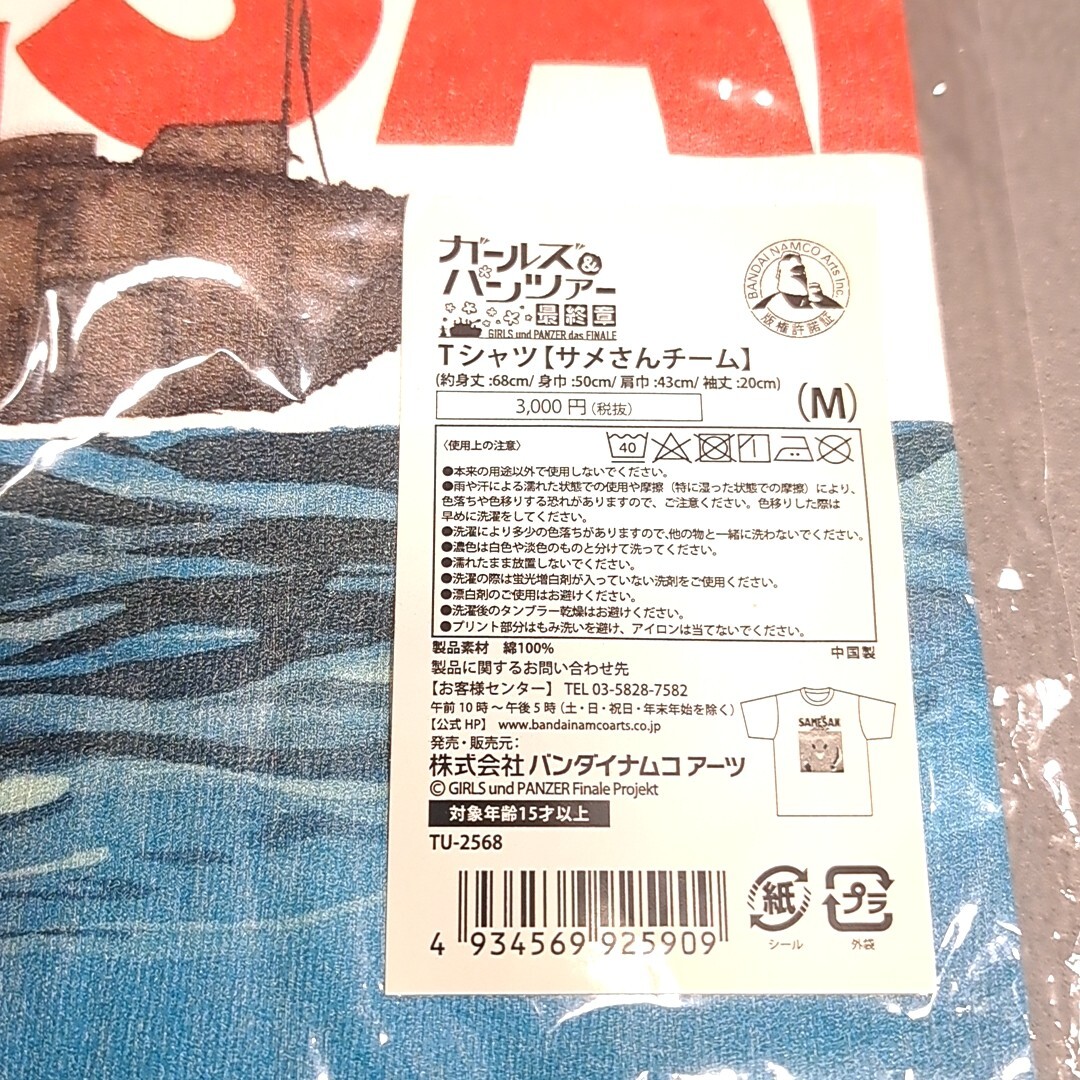 SAN
ガールズ&
パンツァー
最終章
GIRLS und PANZER das FINALE
BANDAI NAMCO Arts Inc.
版権許諾証
Tシャツ【サメさんチーム】
(約身丈:68cm/ 身巾:50cm/ 肩巾:43cm/ 袖丈:20cm)
3,000 円(税抜)
(M)
〈使用上の注意〉
40
●本来の用途以外で使用しないでください。
●雨や汗による濡れた状態での使用や摩擦(特に湿った状態での摩擦)により、
色落ちや色移りする恐れがありますので、ご注意ください。色移りした際は
早めに洗濯をしてください。
●洗濯により多少の色落ちがありますので、他の物と一緒に洗わないでください。
●濃色は白色や淡色のものと分けて洗ってください。
●濡れたまま放置しないでください。
●洗濯の際は蛍光増白剤が入っていない洗剤をご使用ください。
●漂白剤のご使用はお避けください。
●洗濯後のタンブラー乾燥はお避けください。
●プリント部分はもみ洗いを避け、アイロンは当てないでください。
製品素材 綿100%
中国製
製品に関するお問い合わせ先
【お客様センター】 TEL 03-5828-7582
午前10時~午後5時(土・日・祝日・年末年始を除く)
【公式HP】 www.bandainamcoarts.co.jp
発売・販売元:
株式会社バンダイナムコアーツ
© GIRLS und PANZER Finale Projekt
対象年齢15才以上
TU-2568
SAMESAN
4 934569 925909
紙
シール
プラ
外袋